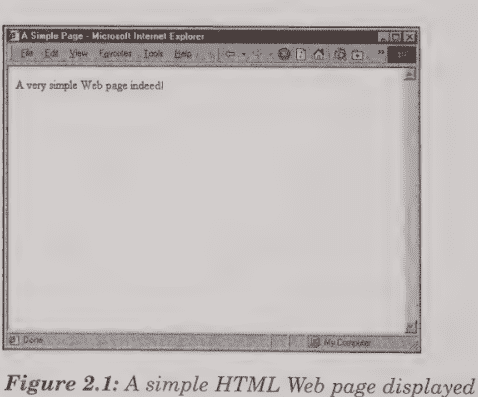 A Simple Page - Microsoft Internet Explorer
File Edit View Favorites Tools Help
A very simple Web page indeed!
Done My Computer
Figure 2.1: A simple HTML Web page displayed